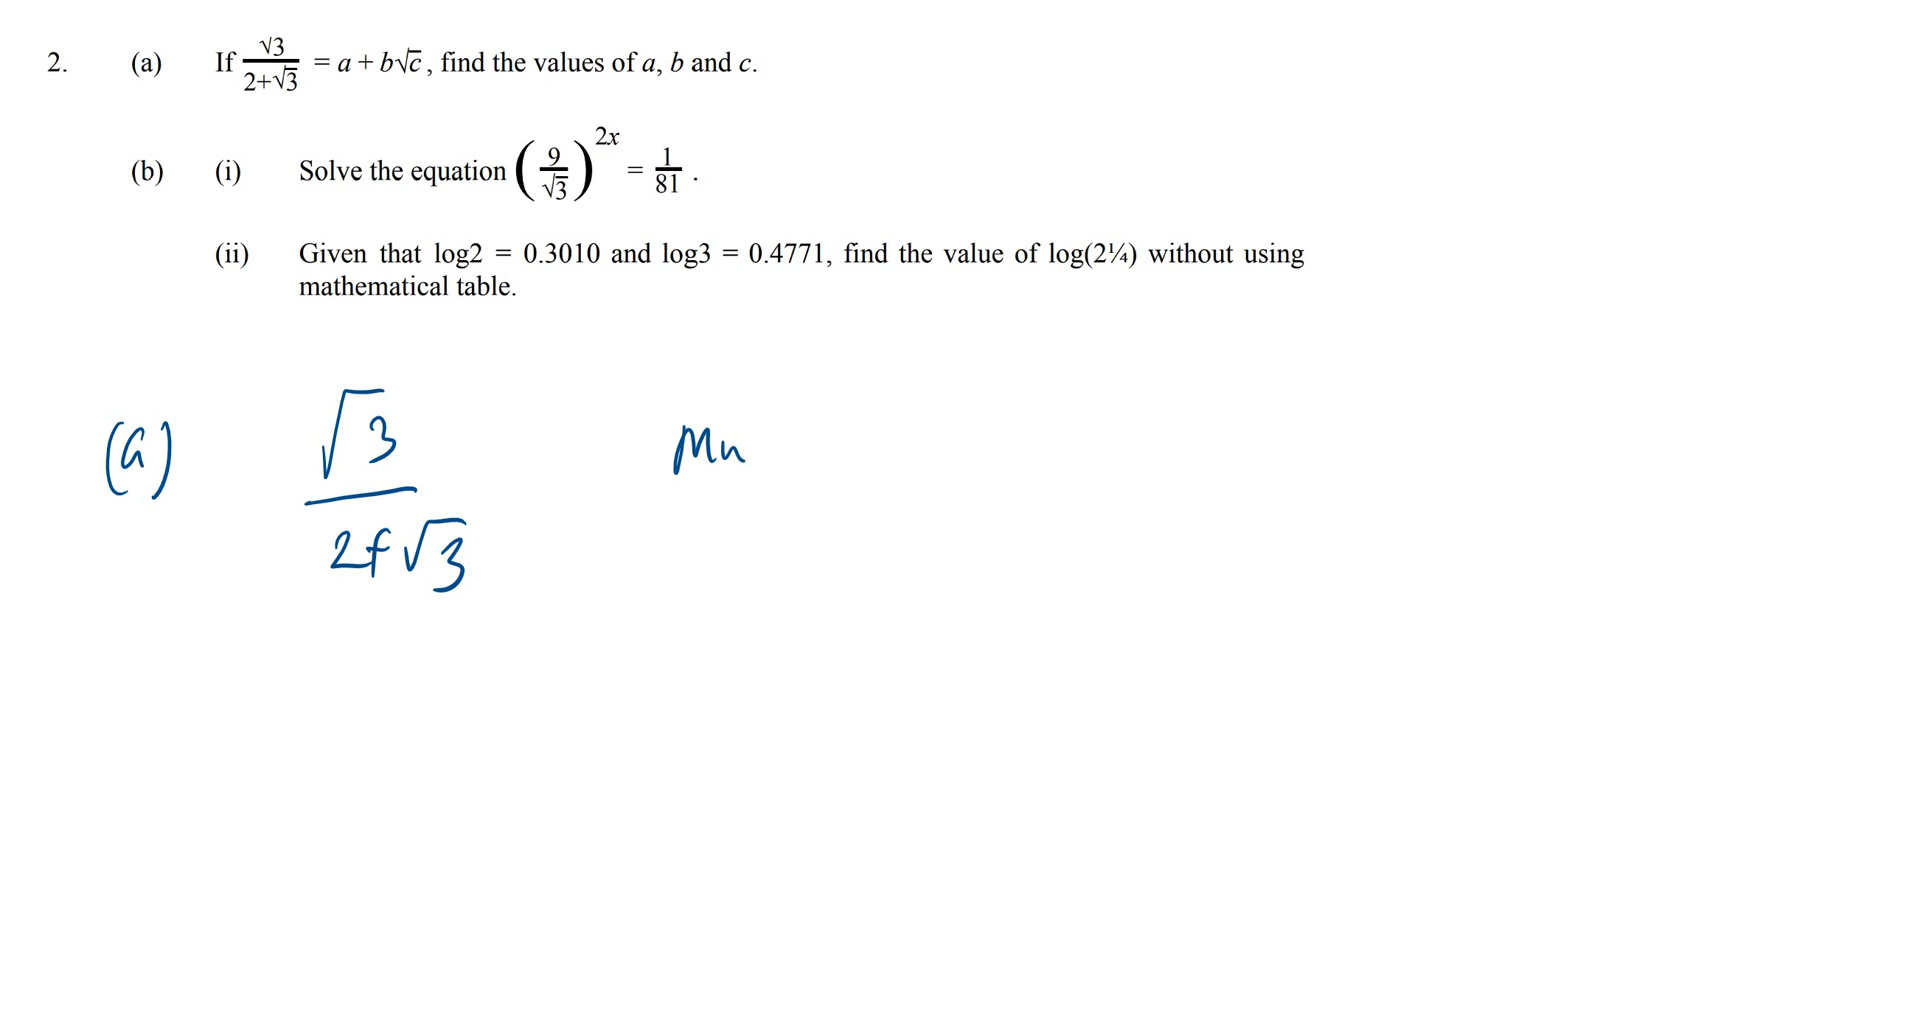 2. (a) If √3/(2+√3) = a + b√c, find the values of a, b and c.
(b) (i) Solve the equation (9/√3)^2x = 1/81.
(ii) Given that log2 = 0.3010 and log3 = 0.4771, find the value of log(2¼) without using
mathematical table.
(a) √3 Mu
2+√3